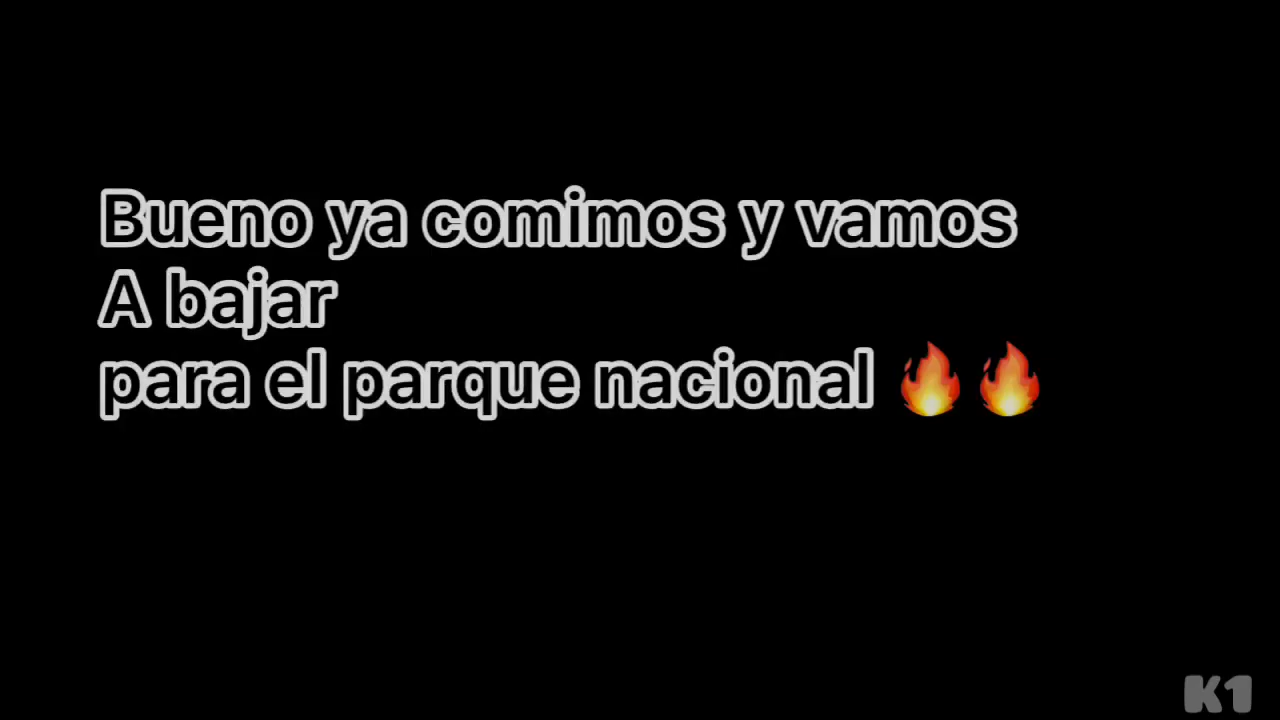 Bueno ya comimos y vamos
A bajar
para el parque nacional 🔥🔥
K1